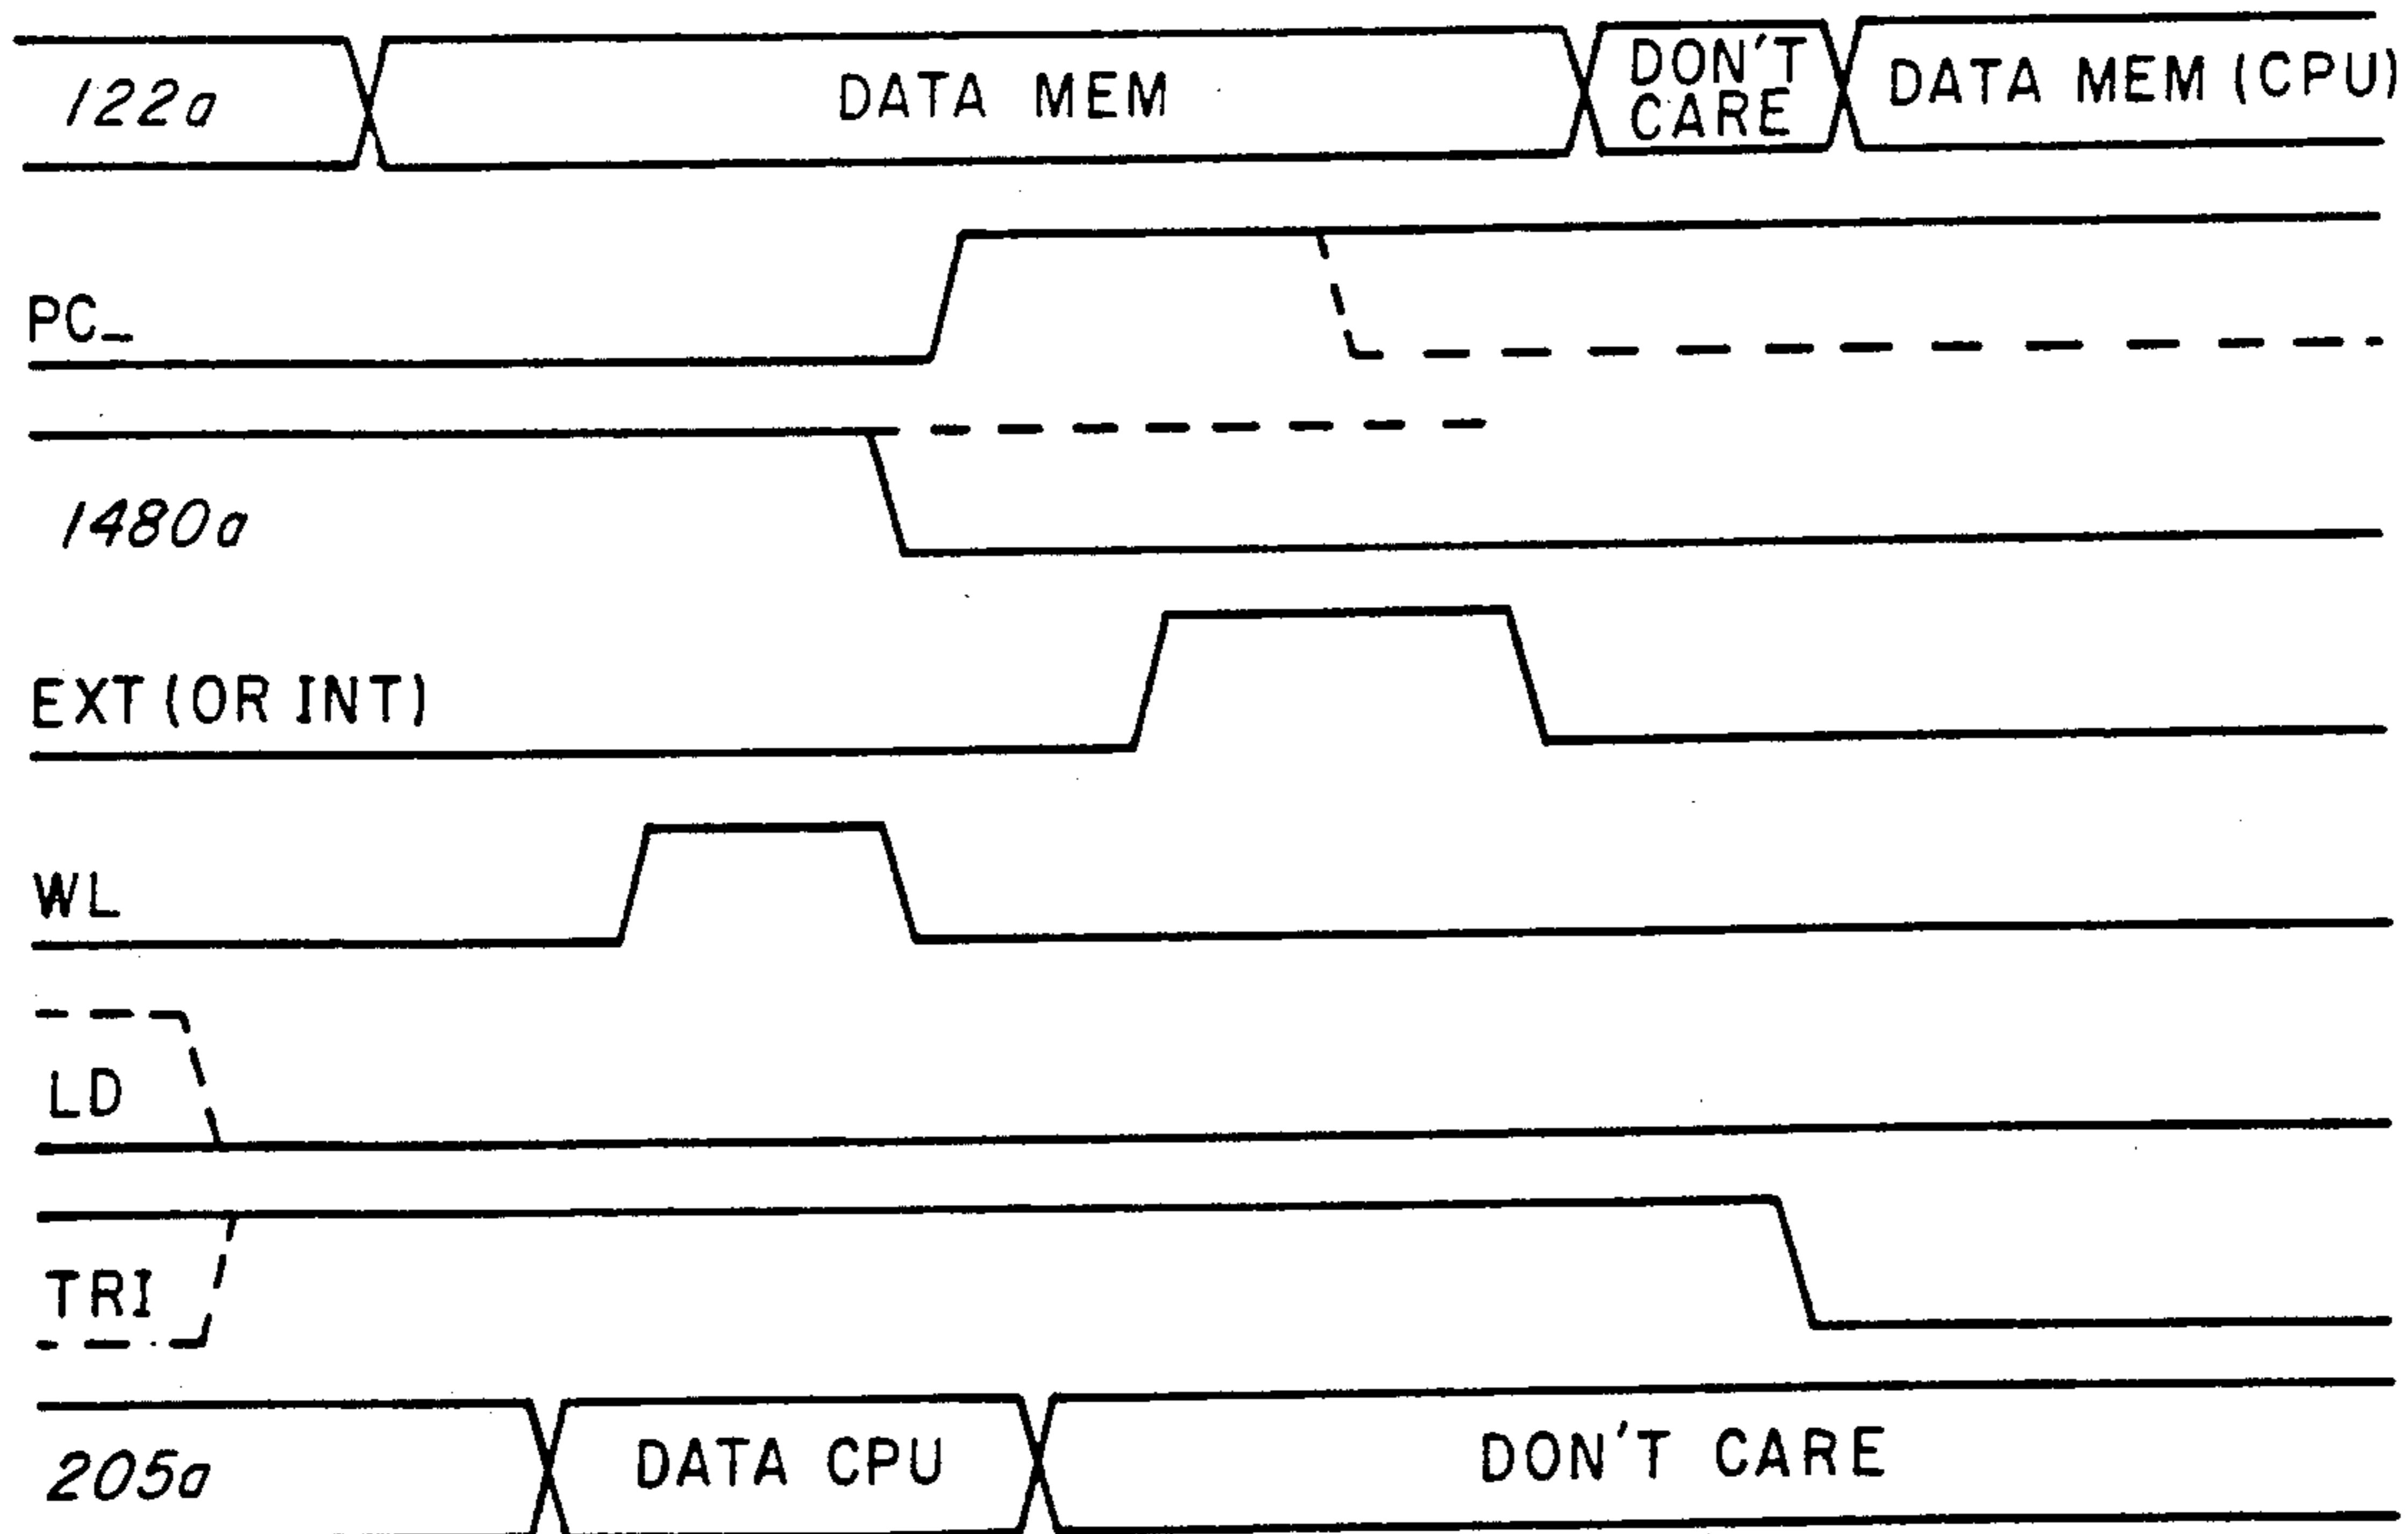 122a
DATA MEM
DON'T
CARE
DATA MEM (CPU)
PC_
1480a
EXT (OR INT)
WL
LD
TRI
205a
DATA CPU
DON'T CARE